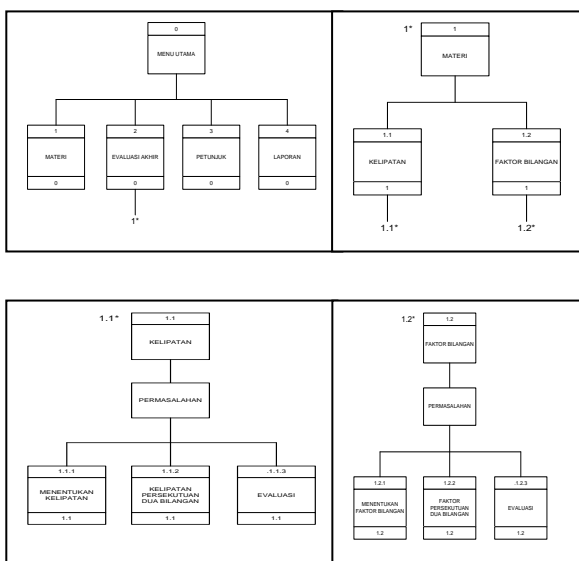 0
MENU UTAMA
1
MATERI
0
2
EVALUASI AKHIR
0
3
PETUNJUK
0
4
LAPORAN
0
1*
1*
1
MATERI
1.1
KELIPATAN
1
1.2
FAKTOR BILANGAN
1
1.1*
1.2*
1.1*
1.1
KELIPATAN
PERMASALAHAN
1.1.1
MENENTUKAN
KELIPATAN
1.1
1.1.2
KELIPATAN
PERSEKUTUAN
DUA BILANGAN
1.1
.1.1.3
EVALUASI
1.1
1.2*
1.2
FAKTOR BILANGAN
PERMASALAHAN
1.2.1
MENENTUKAN
FAKTOR BILANGAN
1.2
1.2.2
FAKTOR
PERSEKUTUAN
DUA BILANGAN
1.2
.1.2.3
EVALUASI
1.2